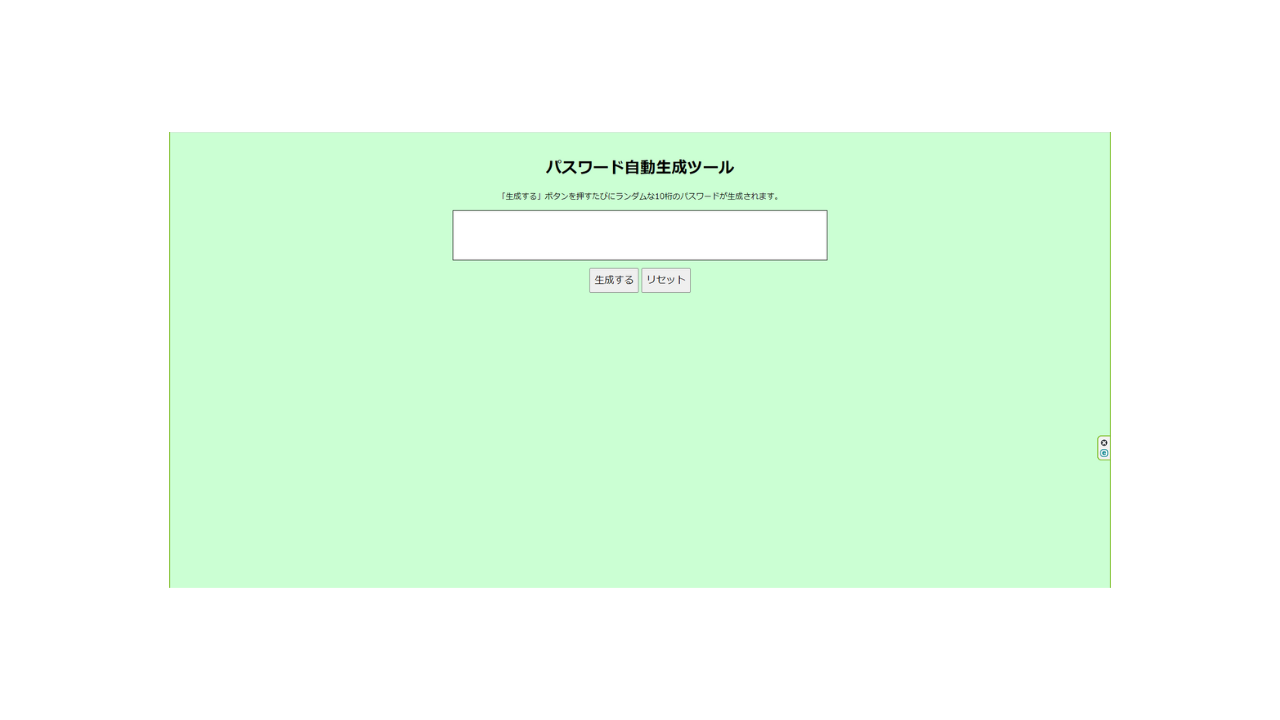 パスワード自動生成ツール
「生成する」ボタンを押すたびにランダムな10桁のパスワードが生成されます。
生成する リセット